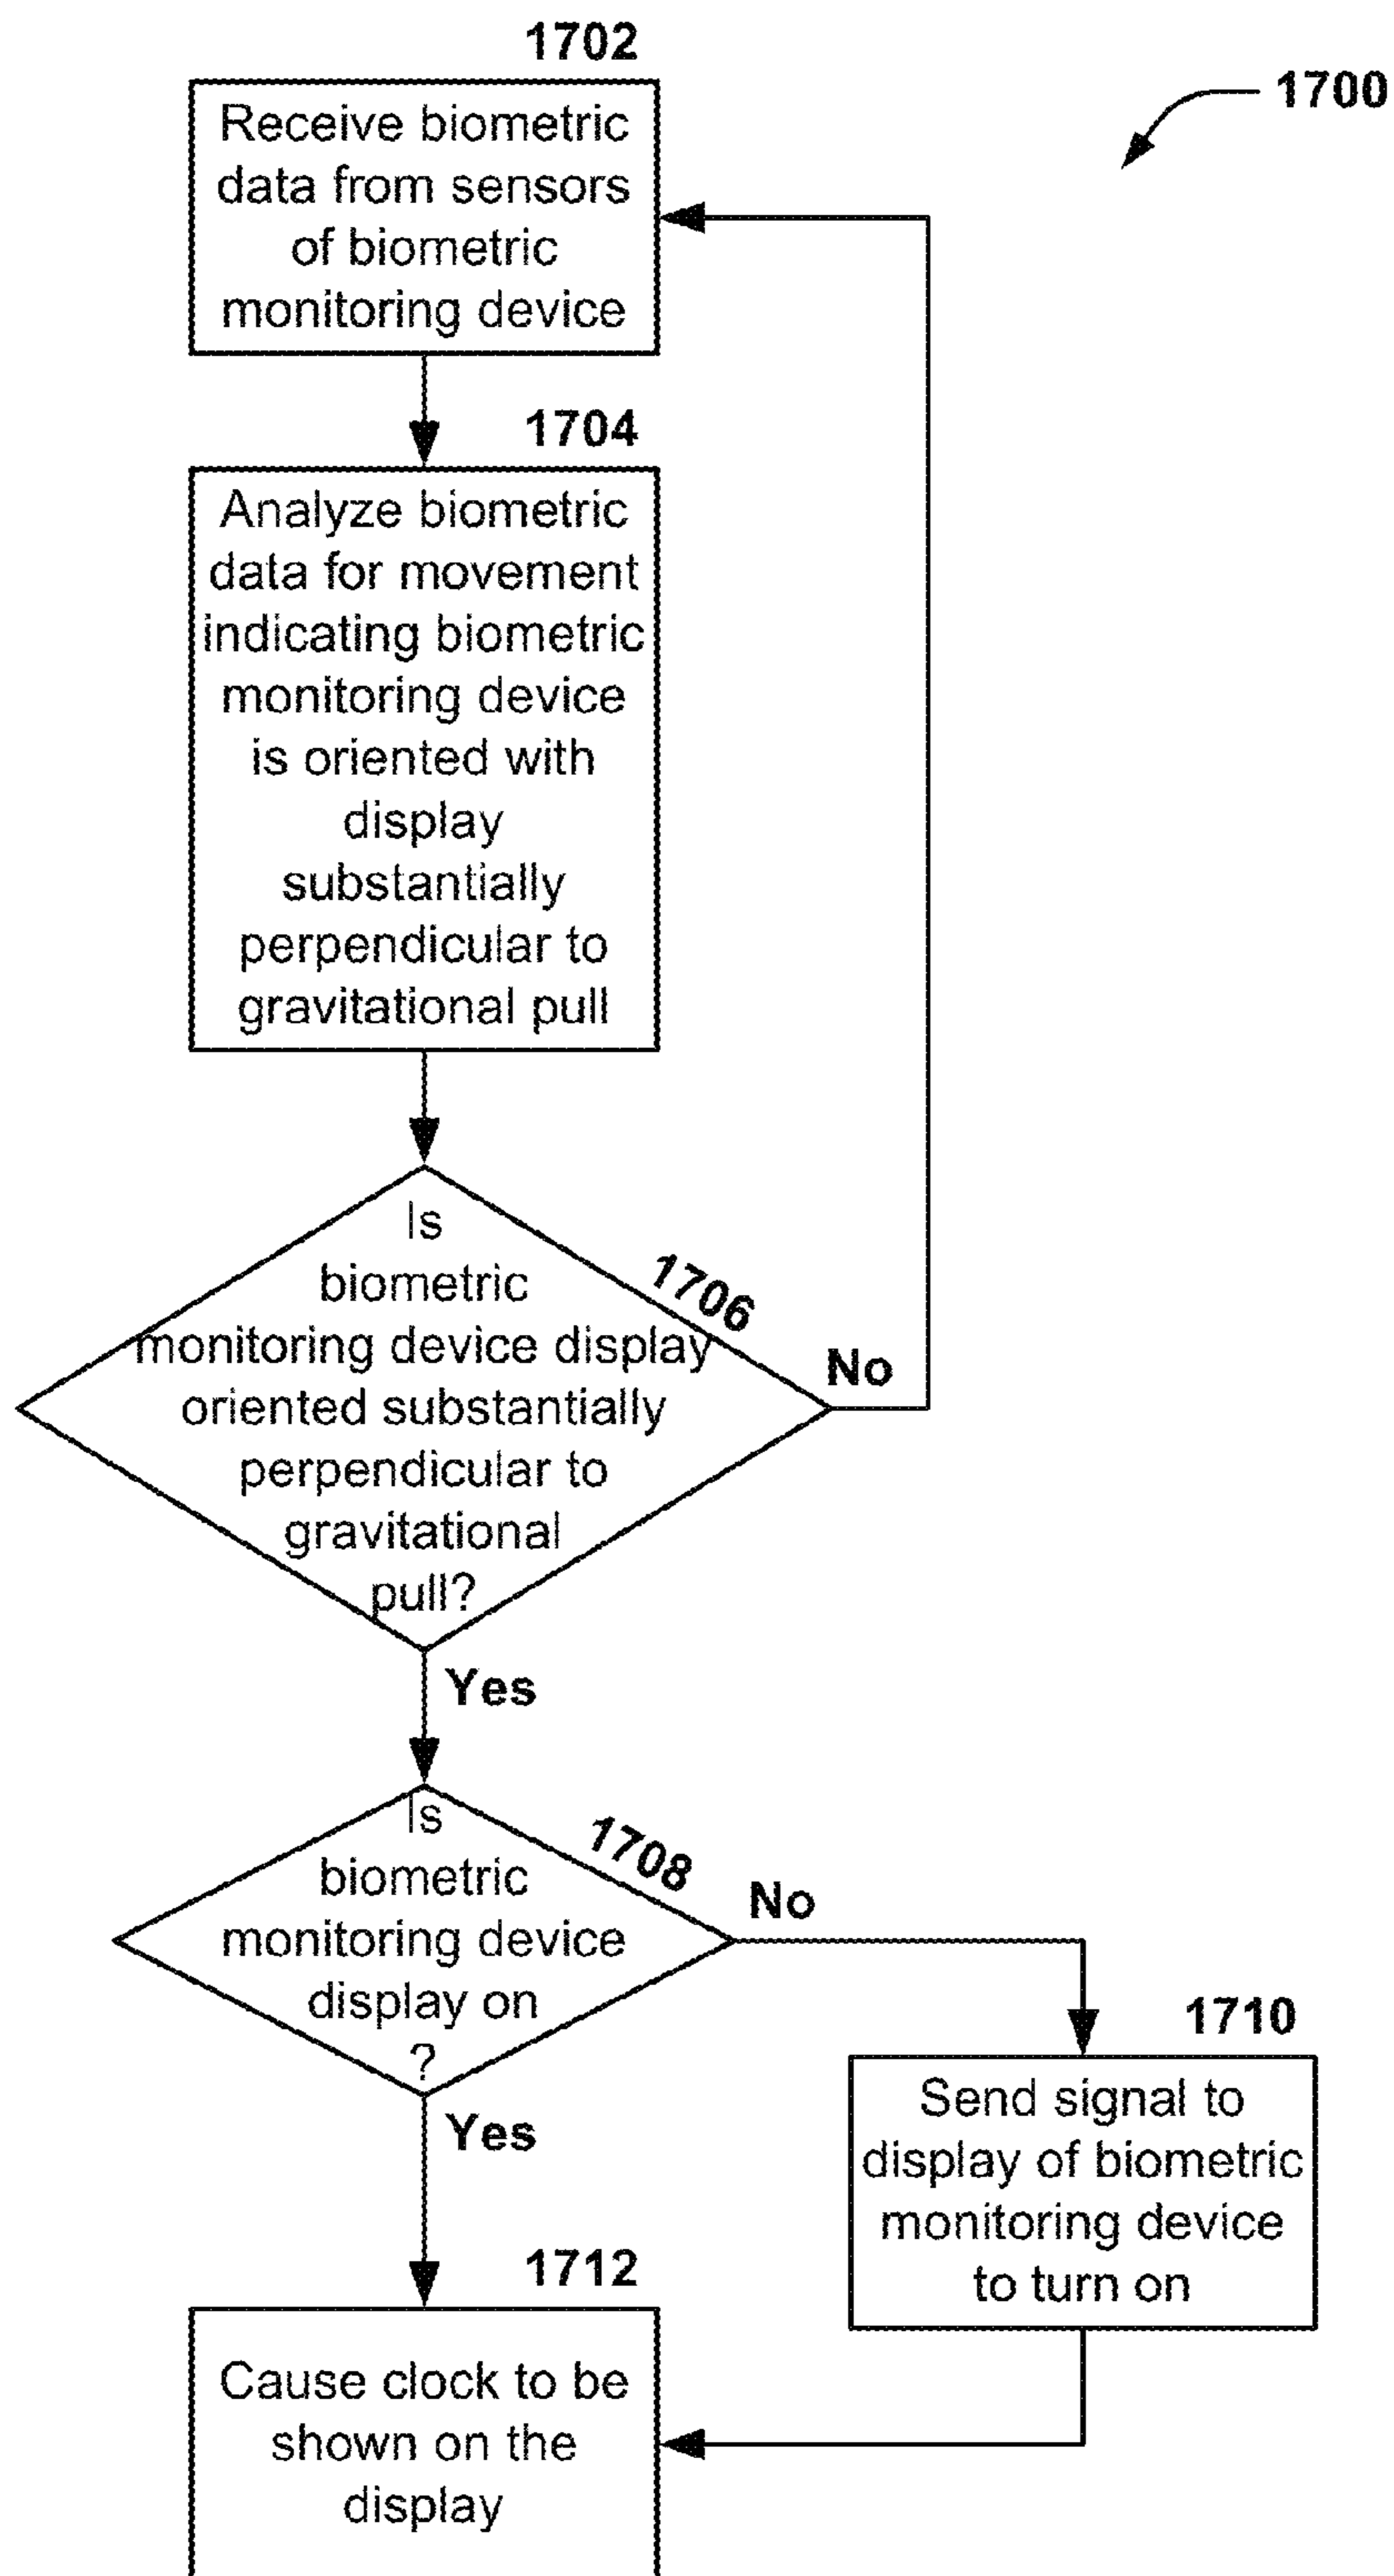 1702
1700
Receive biometric
data from sensors
of biometric
monitoring device
1704
Analyze biometric
data for movement
indicating biometric
monitoring device
is oriented with
display
substantially
perpendicular to
gravitational pull
Is
biometric
monitoring device display
oriented substantially
perpendicular to
gravitational
pull?
1706
No
Yes
Is
biometric
monitoring device
display on
?
1708
No
Yes
1710
Send signal to
display of biometric
monitoring device
to turn on
1712
Cause clock to be
shown on the
display